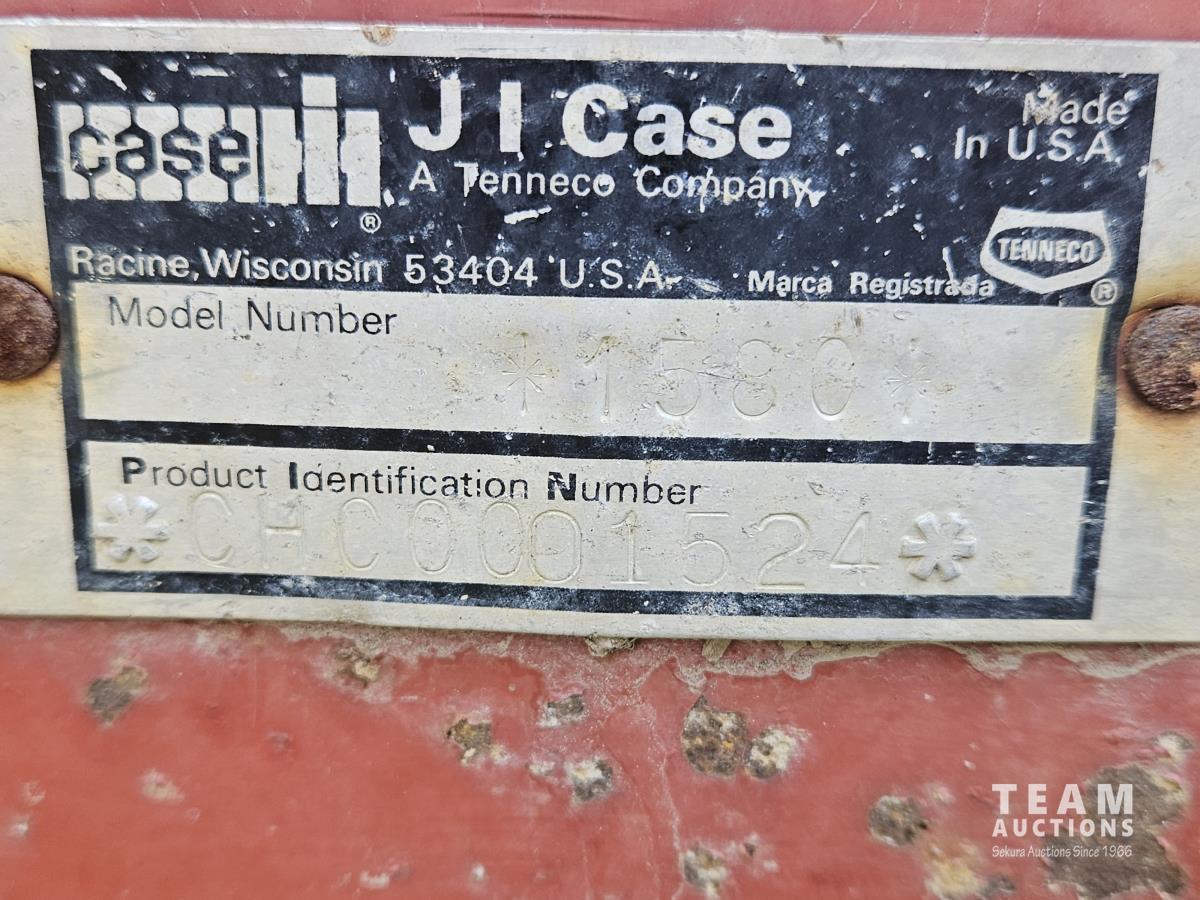 case IH ®
J I Case
A Tenneco Company
Made
In U.S.A.
Racine, Wisconsin 53404 U.S.A.
Marca Registrada
TENNECO ®
Model Number
*1580*
Product Identification Number
*CHC0001524*
TEAM
AUCTIONS
Sekura Auctions Since 1966